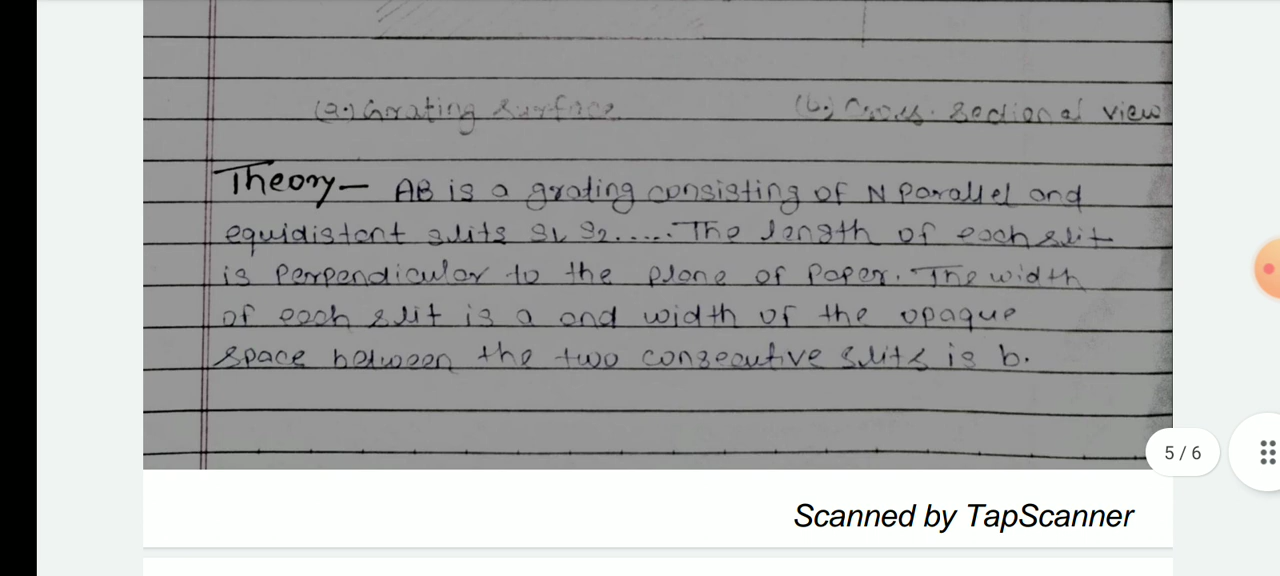 (a) Grating surface
(b) Cross-sectional view
Theory- AB is a grating consisting of N Parallel and
equidistant slits S1, S2..... The length of each slit
is Perpendicular to the plane of Paper. The width
of each slit is a and width of the opaque
space between the two consecutive slits is b.
5 / 6
Scanned by TapScanner